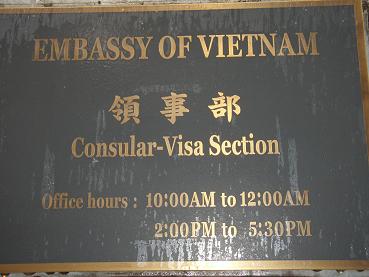 EMBASSY OF VIETNAM
領事部
Consular-Visa Section
Office hours : 10:00AM to 12:00AM
2:00PM to 5:30PM